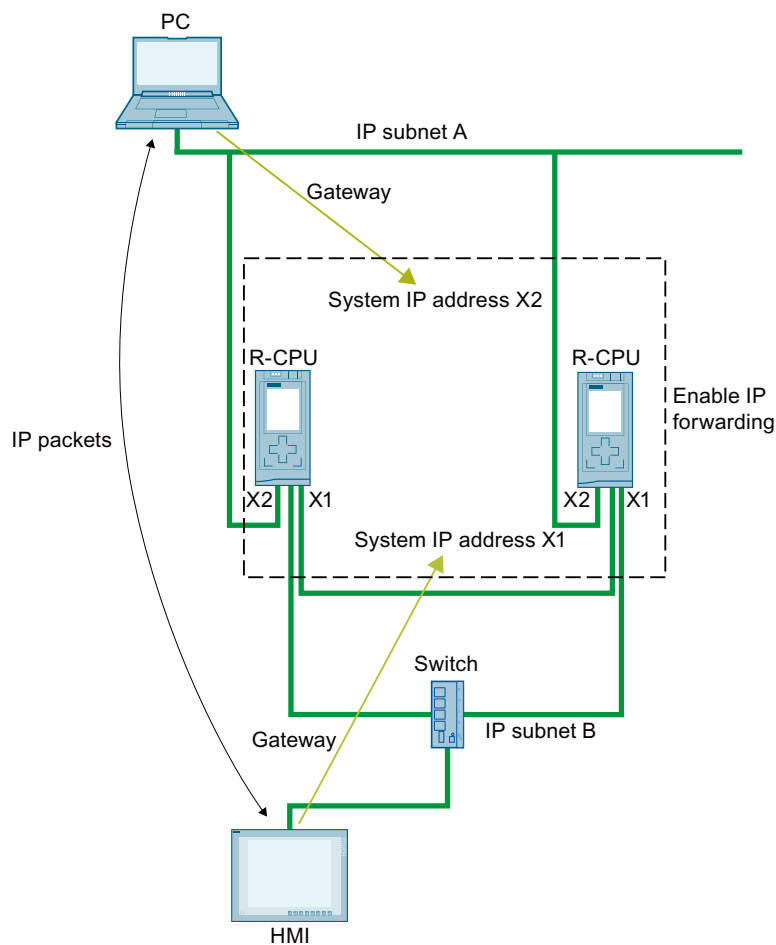 PC
IP subnet A
Gateway
System IP address X2
R-CPU
R-CPU
Enable IP
forwarding
IP packets
X2
X1
X2
X1
System IP address X1
Switch
Gateway
IP subnet B
HMI